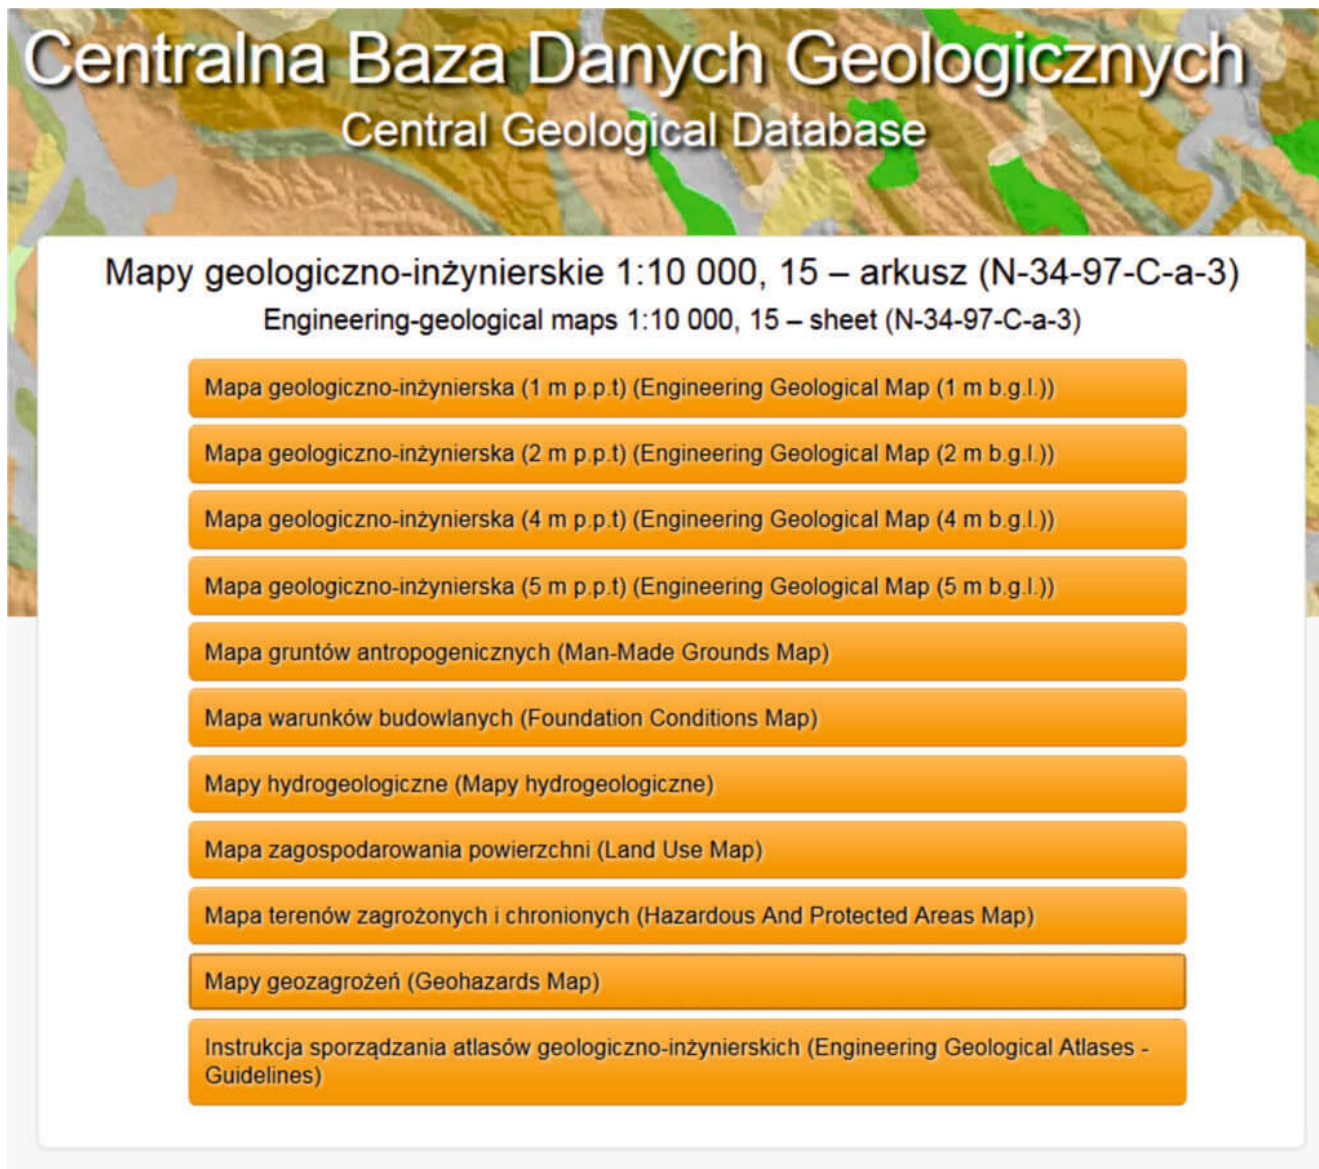 Centralna Baza Danych Geologicznych
Central Geological Database
Mapy geologiczno-inżynierskie 1:10 000, 15 – arkusz (N-34-97-C-a-3)
Engineering-geological maps 1:10 000, 15 – sheet (N-34-97-C-a-3)
Mapa geologiczno-inżynierska (1 m p.p.t) (Engineering Geological Map (1 m b.g.l.))
Mapa geologiczno-inżynierska (2 m p.p.t) (Engineering Geological Map (2 m b.g.l.))
Mapa geologiczno-inżynierska (4 m p.p.t) (Engineering Geological Map (4 m b.g.l.))
Mapa geologiczno-inżynierska (5 m p.p.t) (Engineering Geological Map (5 m b.g.l.))
Mapa gruntów antropogenicznych (Man-Made Grounds Map)
Mapa warunków budowlanych (Foundation Conditions Map)
Mapy hydrogeologiczne (Mapy hydrogeologiczne)
Mapa zagospodarowania powierzchni (Land Use Map)
Mapa terenów zagrożonych i chronionych (Hazardous And Protected Areas Map)
Mapy geozagrożeń (Geohazards Map)
Instrukcja sporządzania atlasów geologiczno-inżynierskich (Engineering Geological Atlases -
Guidelines)